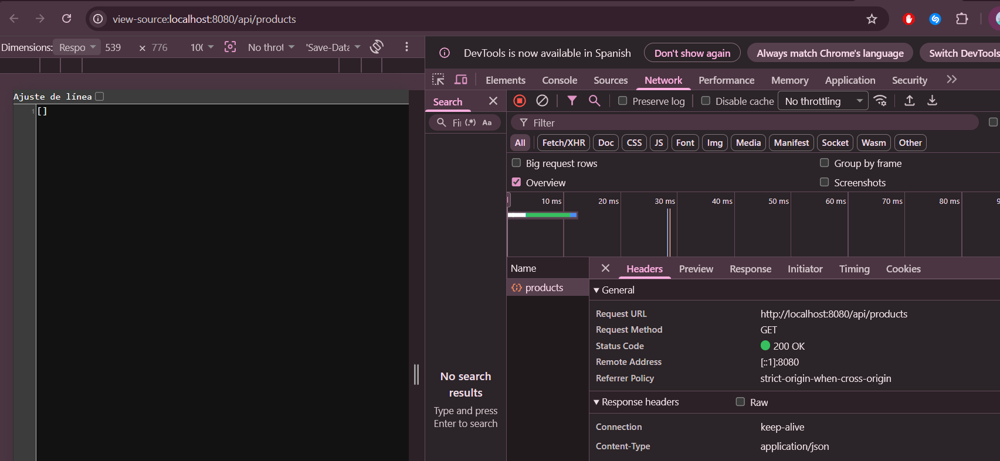 view-source:localhost:8080/api/products
Dimensions: Respo 539 × 776 10( No throt 'Save-Data
DevTools is now available in Spanish Don't show again Always match Chrome's language Switch DevTools
Elements Console Sources Network Performance Memory Application Security
Search
Preserve log Disable cache No throttling
Fi (.*) Aa
Filter
All Fetch/XHR Doc CSS JS Font Img Media Manifest Socket Wasm Other
Big request rows Group by frame
Overview Screenshots
10 ms 20 ms 30 ms 40 ms 50 ms 60 ms 70 ms 80 ms 9
Ajuste de línea
1 []
No search
results
Type and press
Enter to search
Name
products
Headers Preview Response Initiator Timing Cookies
General
Request URL http://localhost:8080/api/products
Request Method GET
Status Code 200 OK
Remote Address [::1]:8080
Referrer Policy strict-origin-when-cross-origin
Response headers Raw
Connection keep-alive
Content-Type application/json